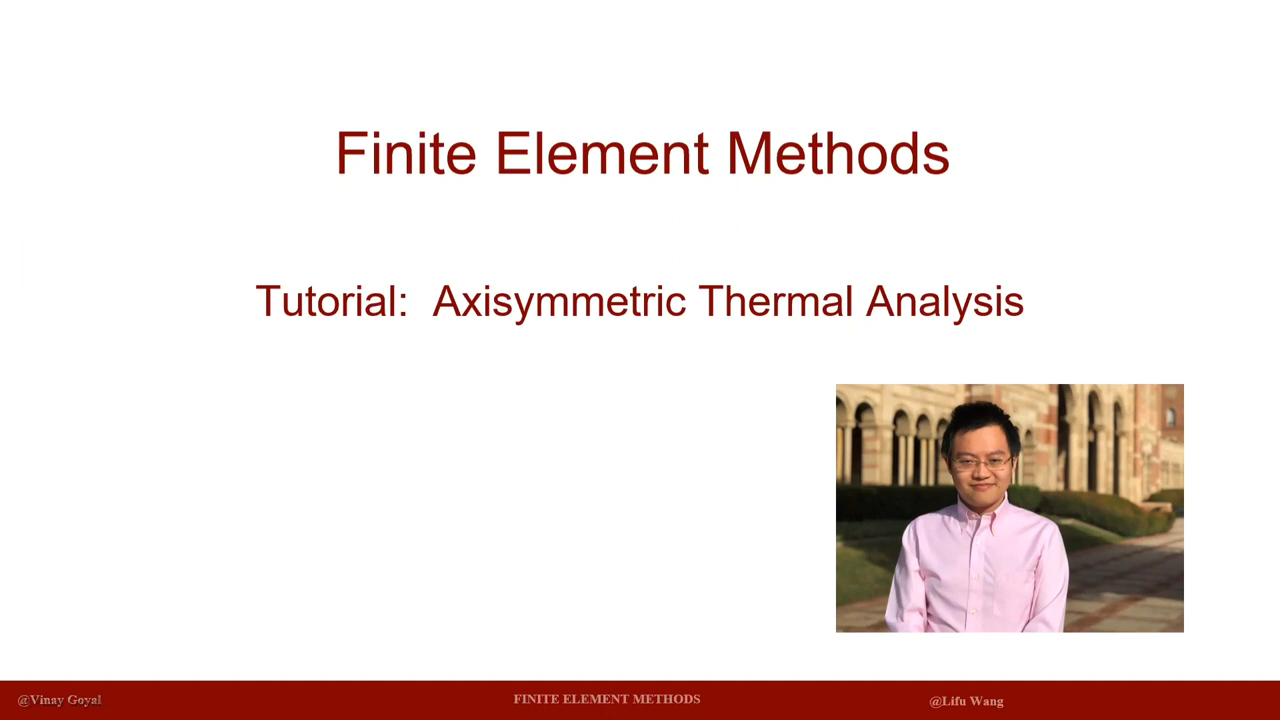 Finite Element Methods
Tutorial: Axisymmetric Thermal Analysis
@Vinay Goyal
FINITE ELEMENT METHODS
@Lifu Wang